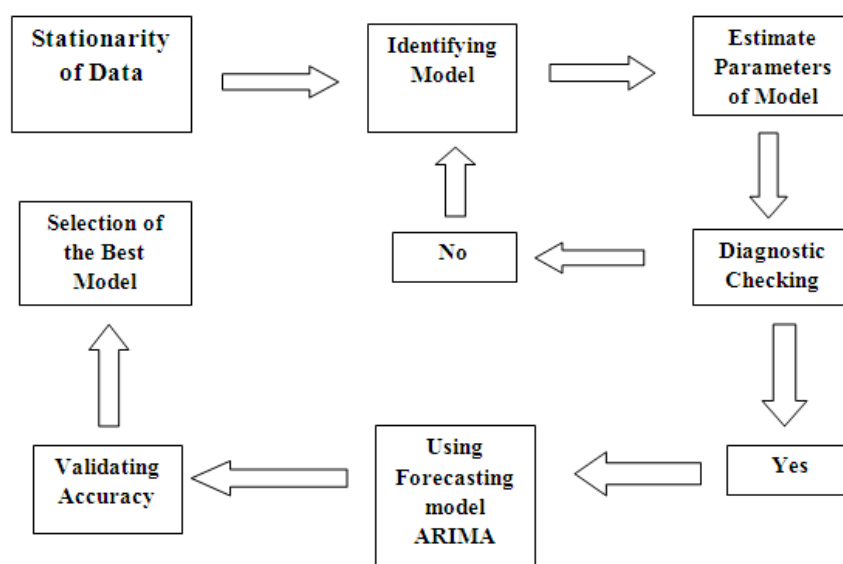 Stationarity
of Data
Identifying
Model
Estimate
Parameters
of Model
Diagnostic
Checking
No
Yes
Using
Forecasting
model
ARIMA
Validating
Accuracy
Selection of
the Best
Model